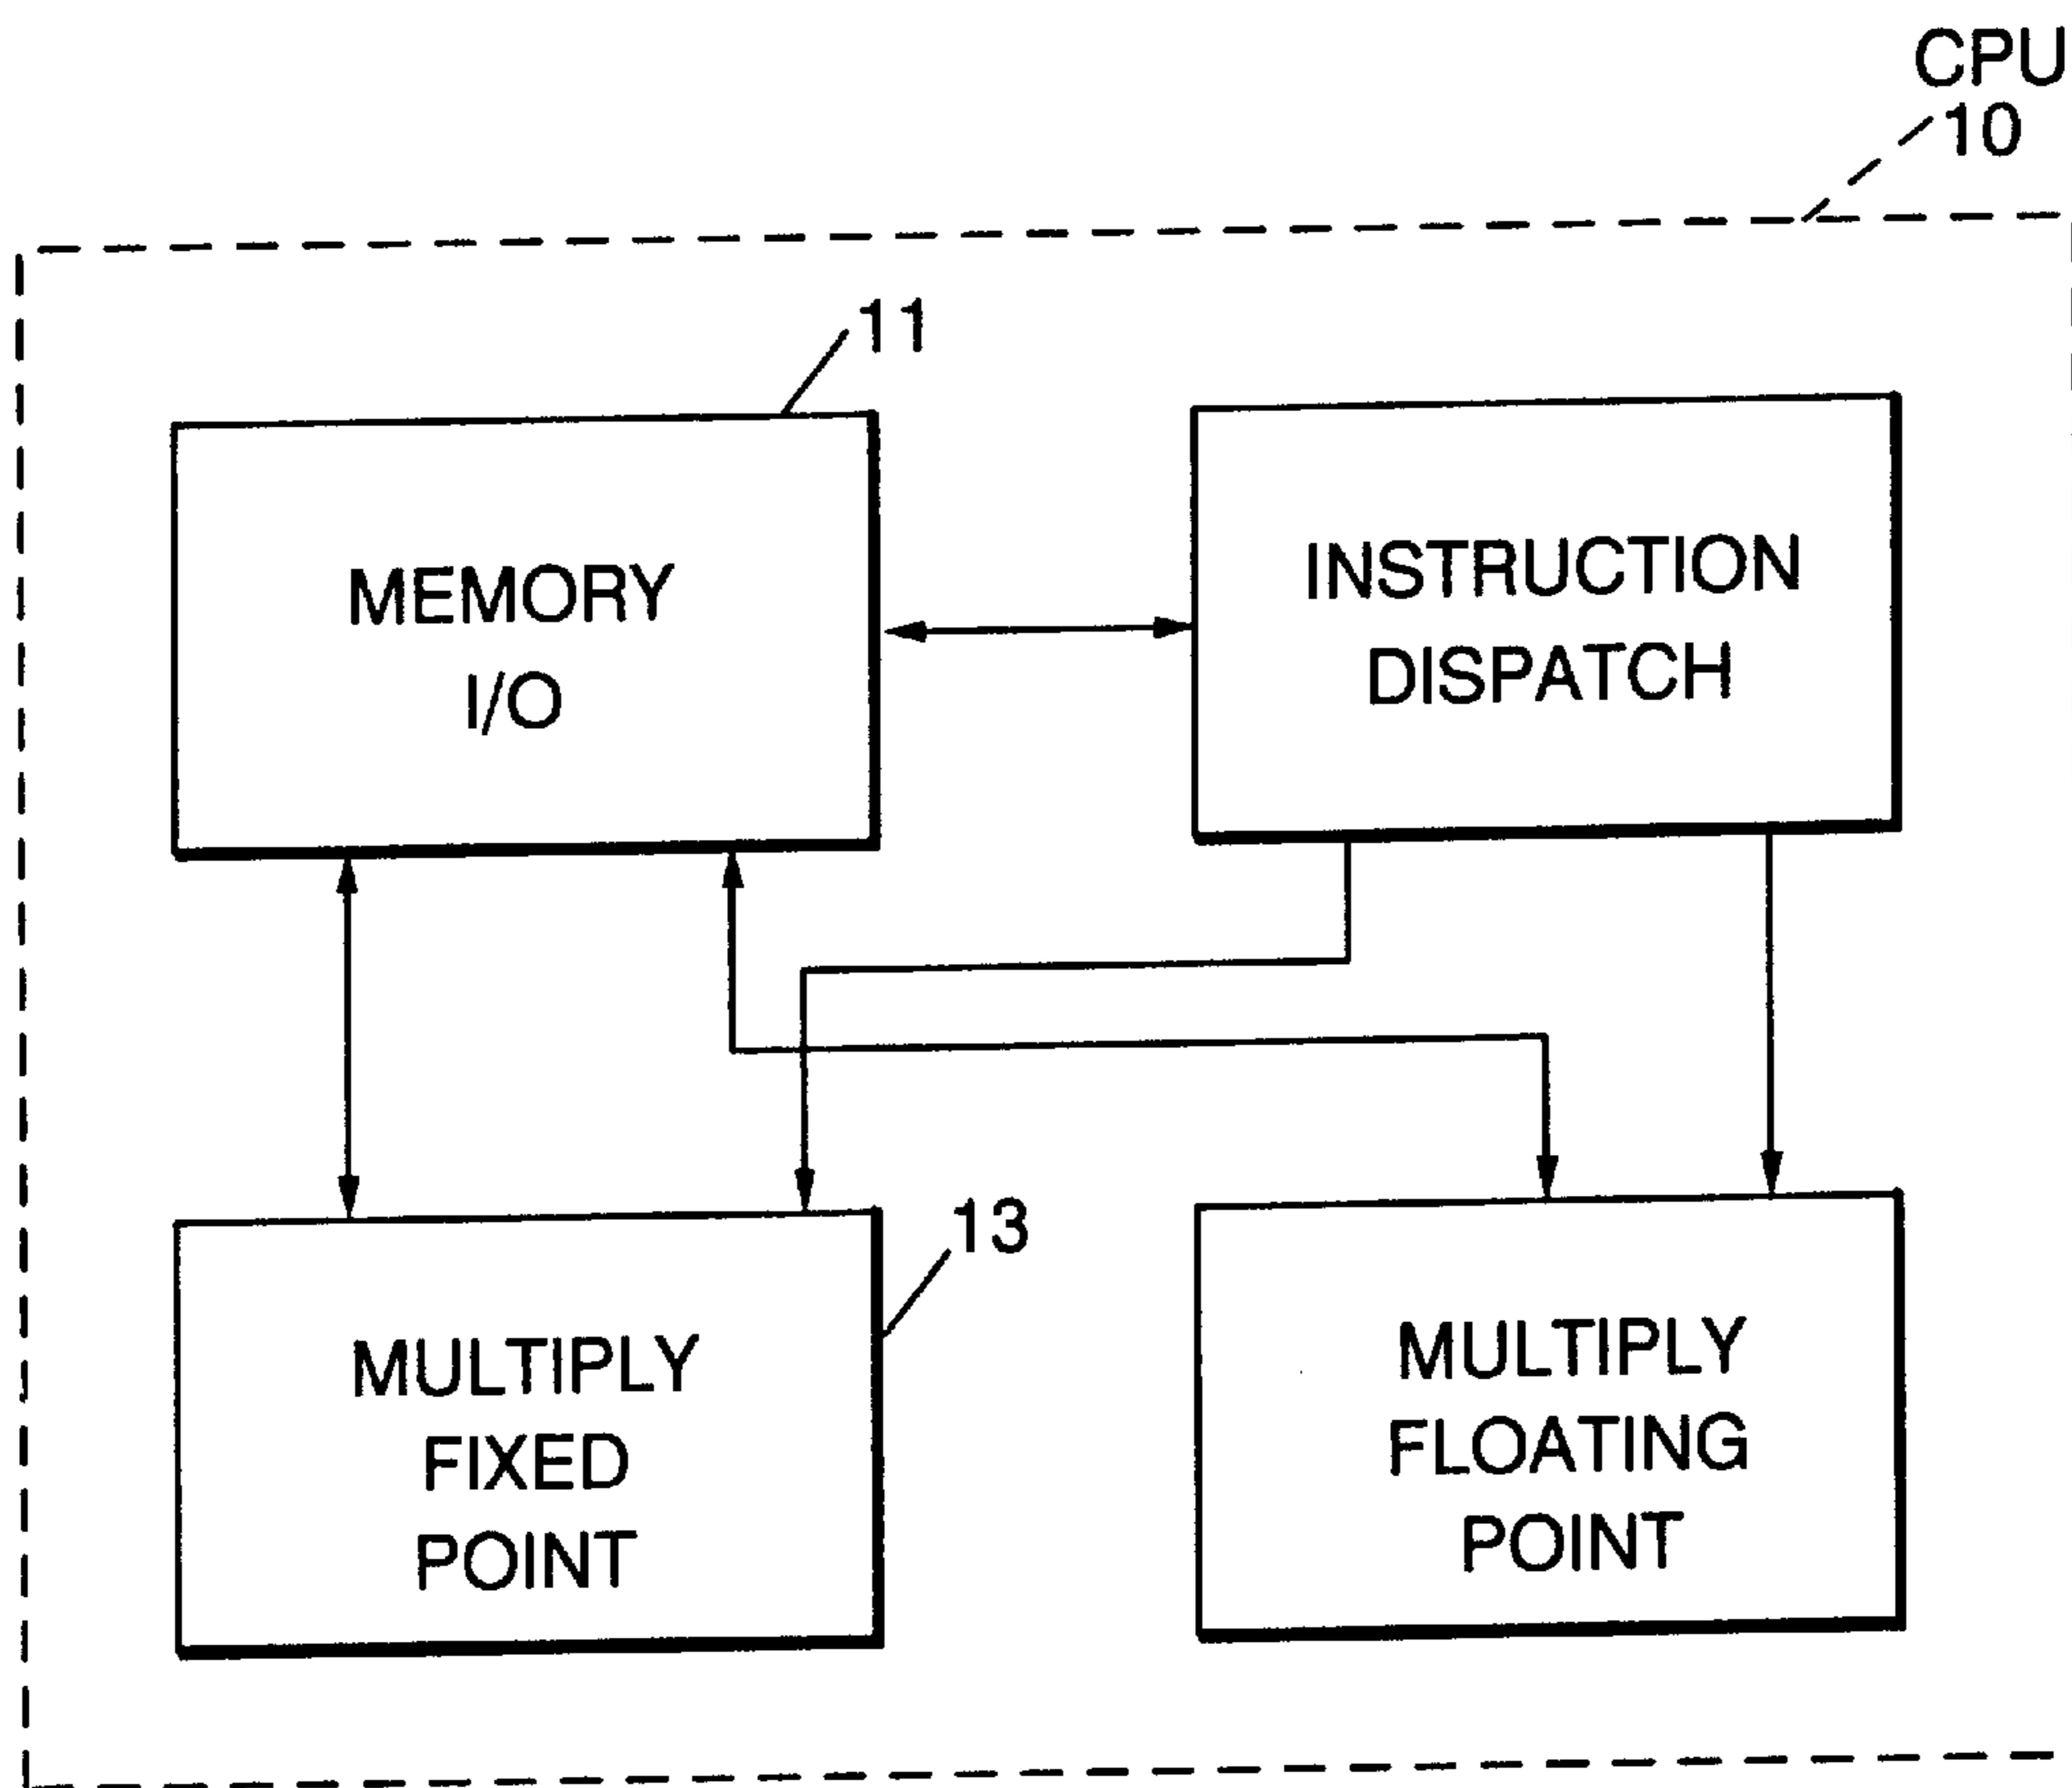 CPU
10
11
MEMORY
I/O
INSTRUCTION
DISPATCH
13
MULTIPLY
FIXED
POINT
MULTIPLY
FLOATING
POINT